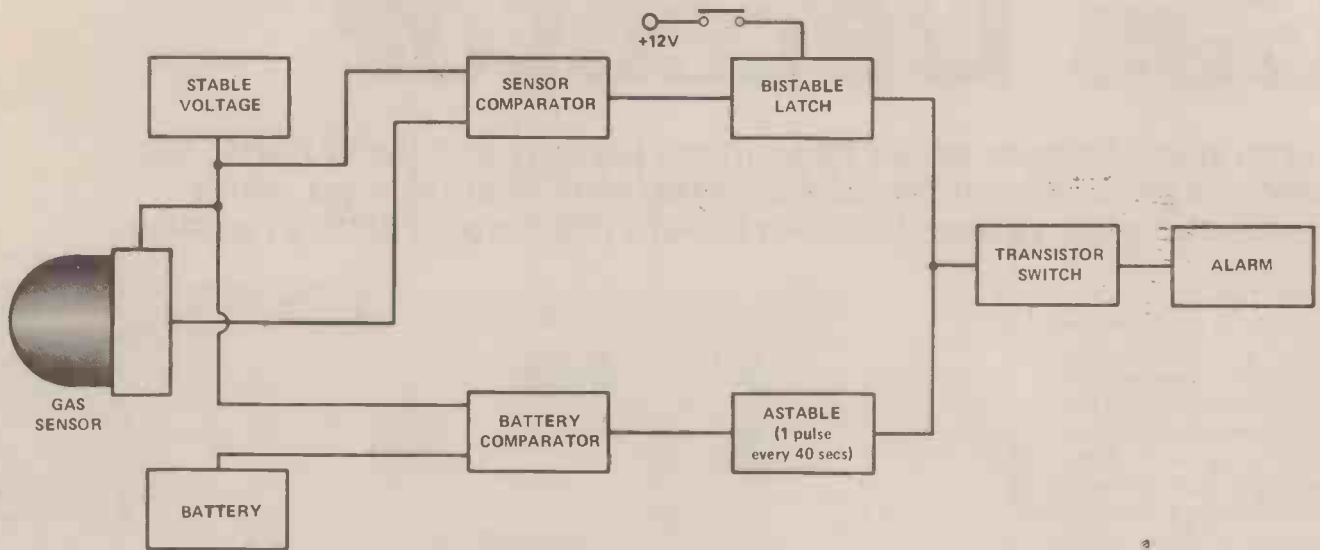 +12V
STABLE
VOLTAGE
SENSOR
COMPARATOR
BISTABLE
LATCH
TRANSISTOR
SWITCH
ALARM
GAS
SENSOR
BATTERY
COMPARATOR
ASTABLE
(1 pulse
every 40 secs)
BATTERY